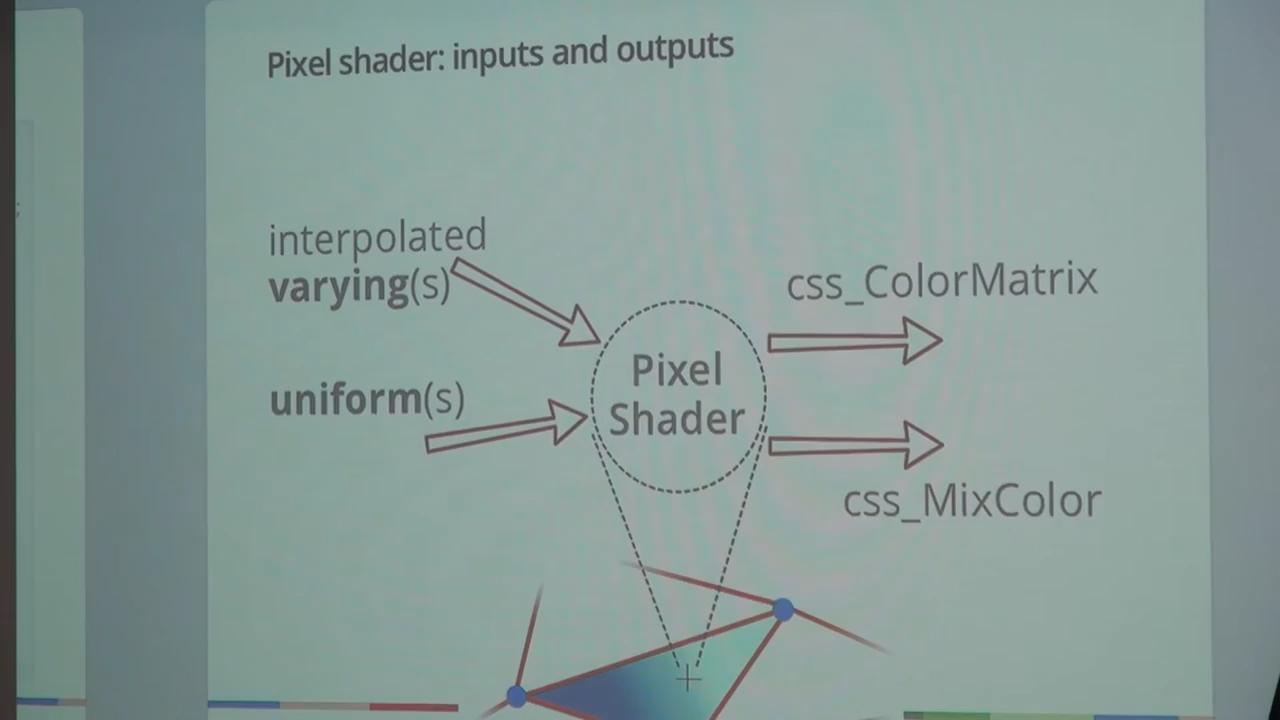 Pixel shader: inputs and outputs
interpolated
varying(s)
uniform(s)
Pixel
Shader
css_ColorMatrix
css_MixColor
;